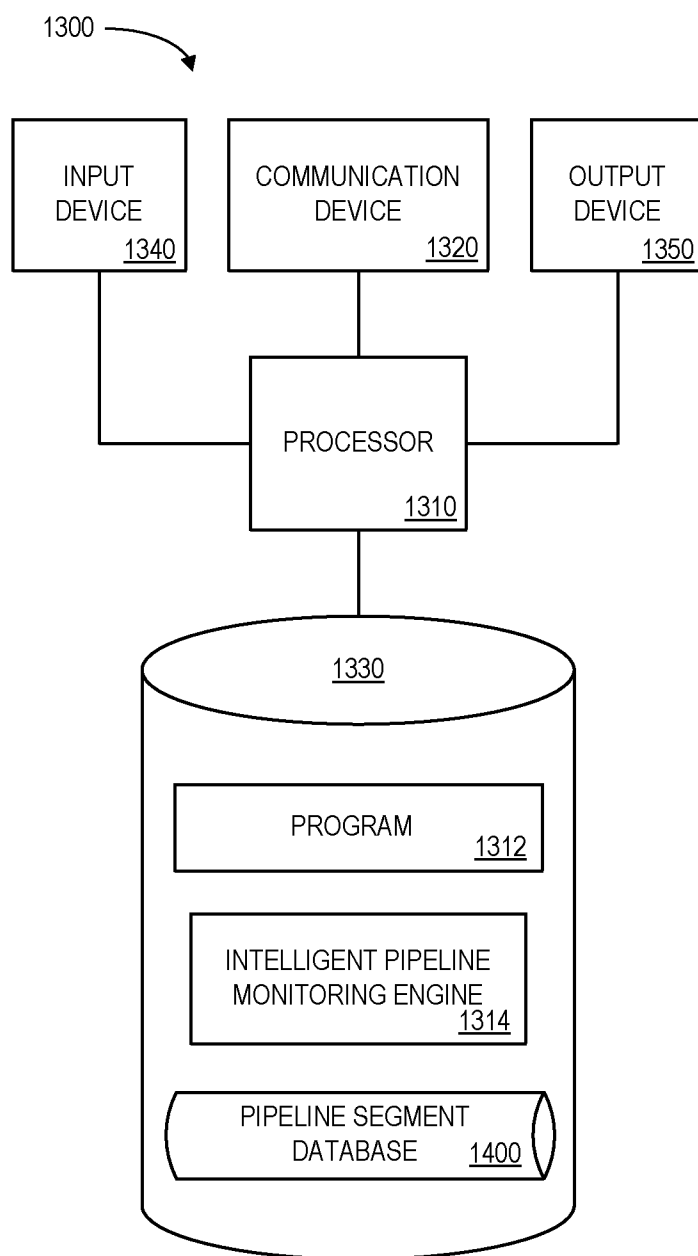 1300
INPUT
DEVICE
1340
COMMUNICATION
DEVICE
1320
OUTPUT
DEVICE
1350
PROCESSOR
1310
1330
PROGRAM
1312
INTELLIGENT PIPELINE
MONITORING ENGINE
1314
PIPELINE SEGMENT
DATABASE
1400